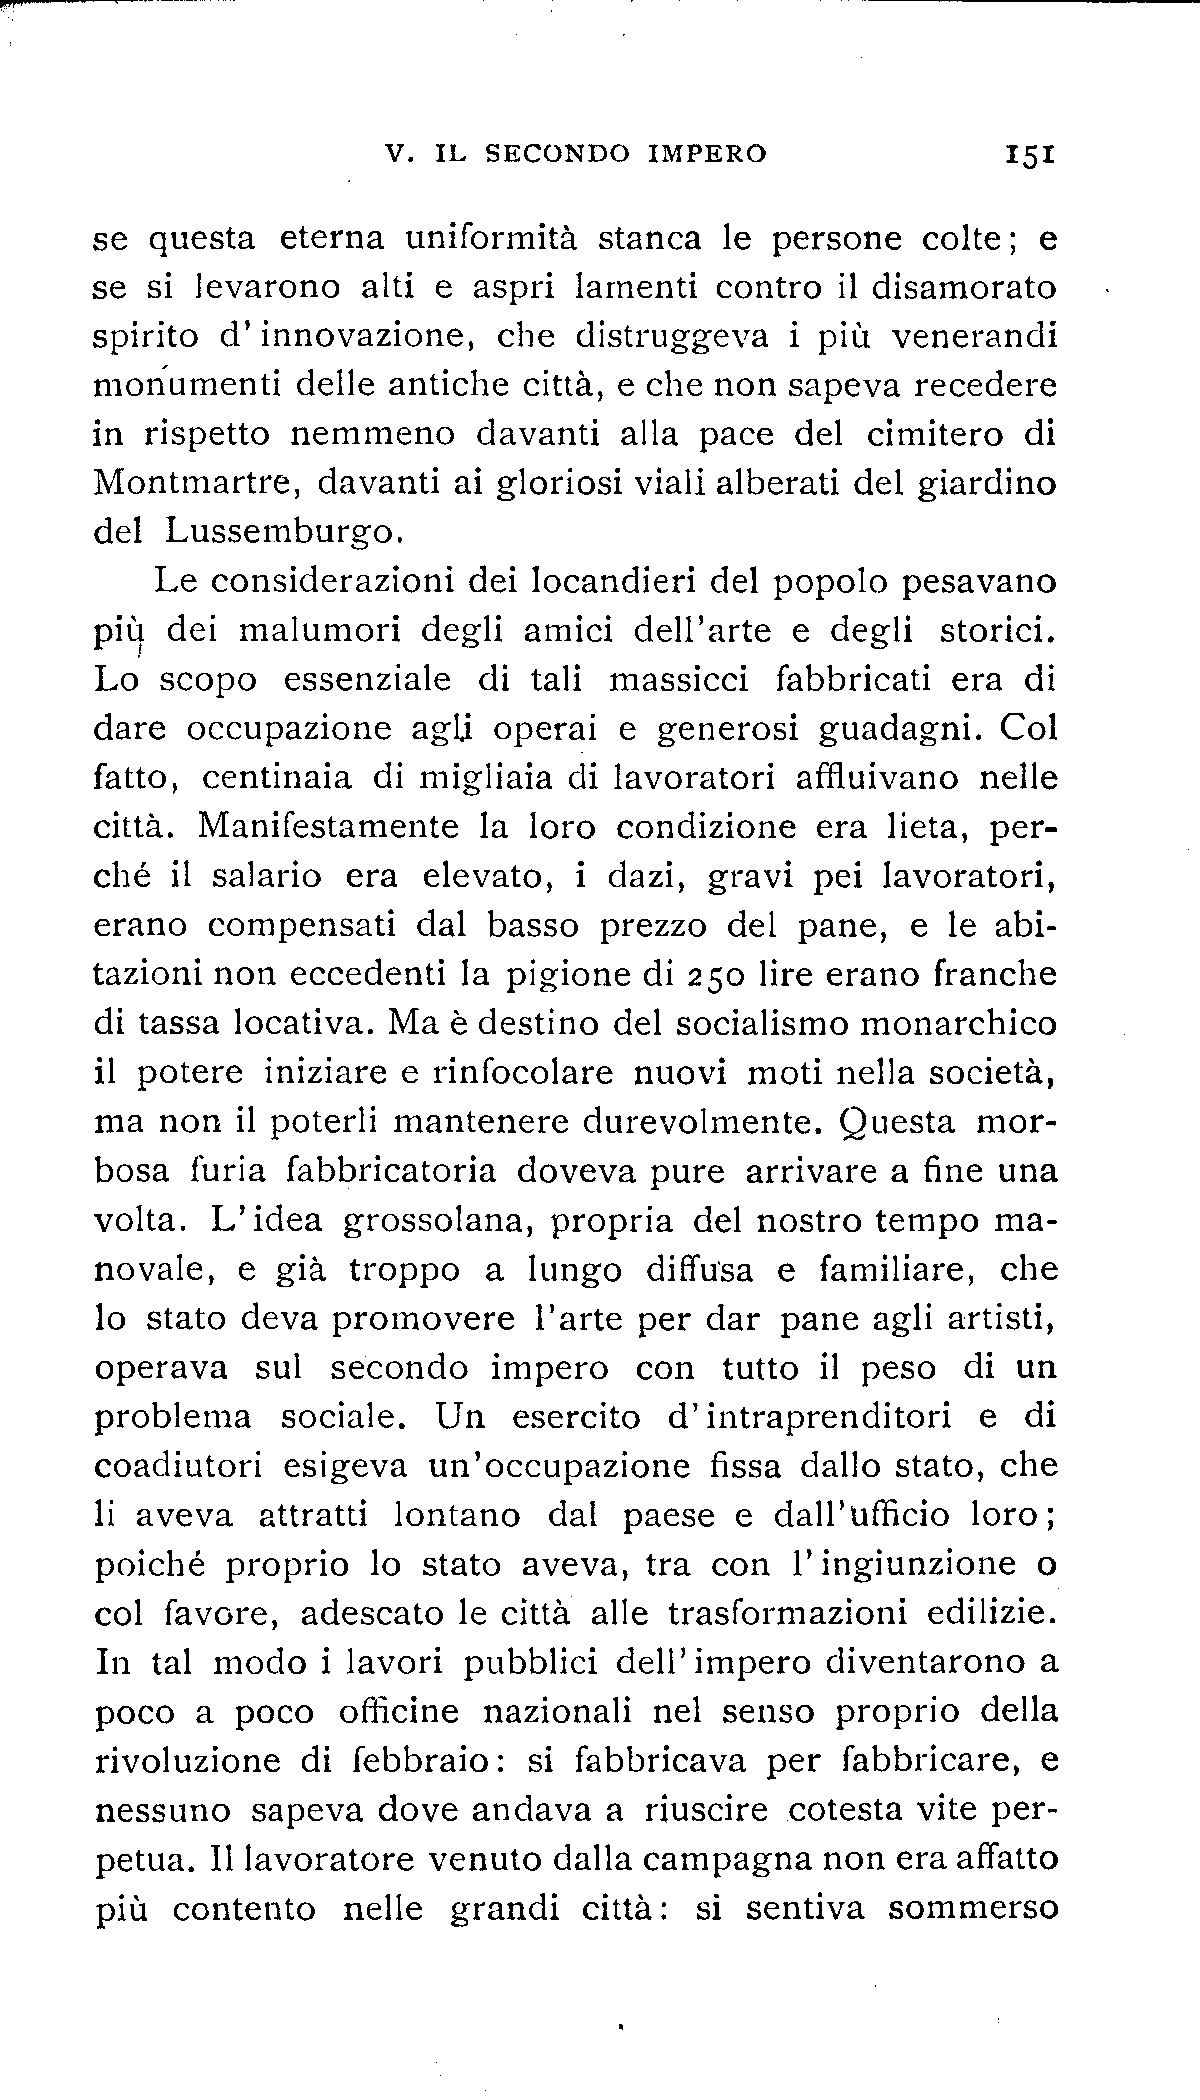 V. IL SECONDO IMPERO 151
se questa eterna uniformità stanca le persone colte; e
se si levarono alti e aspri lamenti contro il disamorato
spirito d'innovazione, che distruggeva i più venerandi
monumenti delle antiche città, e che non sapeva recedere
in rispetto nemmeno davanti alla pace del cimitero di
Montmartre, davanti ai gloriosi viali alberati del giardino
del Lussemburgo.
Le considerazioni dei locandieri del popolo pesavano
più dei malumori degli amici dell'arte e degli storici.
Lo scopo essenziale di tali massicci fabbricati era di
dare occupazione agli operai e generosi guadagni. Col
fatto, centinaia di migliaia di lavoratori affluivano nelle
città. Manifestamente la loro condizione era lieta, per-
ché il salario era elevato, i dazi, gravi pei lavoratori,
erano compensati dal basso prezzo del pane, e le abi-
tazioni non eccedenti la pigione di 250 lire erano franche
di tassa locativa. Ma è destino del socialismo monarchico
il potere iniziare e rinfocolare nuovi moti nella società,
ma non il poterli mantenere durevolmente. Questa mor-
bosa furia fabbricatoria doveva pure arrivare a fine una
volta. L'idea grossolana, propria del nostro tempo ma-
novale, e già troppo a lungo diffusa e familiare, che
lo stato deva promovere l'arte per dar pane agli artisti,
operava sul secondo impero con tutto il peso di un
problema sociale. Un esercito d'intraprenditori e di
coadiutori esigeva un'occupazione fissa dallo stato, che
li aveva attratti lontano dal paese e dall'ufficio loro;
poiché proprio lo stato aveva, tra con l'ingiunzione o
col favore, adescato le città alle trasformazioni edilizie.
In tal modo i lavori pubblici dell'impero diventarono a
poco a poco officine nazionali nel senso proprio della
rivoluzione di febbraio: si fabbricava per fabbricare, e
nessuno sapeva dove andava a riuscire cotesta vite per-
petua. Il lavoratore venuto dalla campagna non era affatto
più contento nelle grandi città: si sentiva sommerso